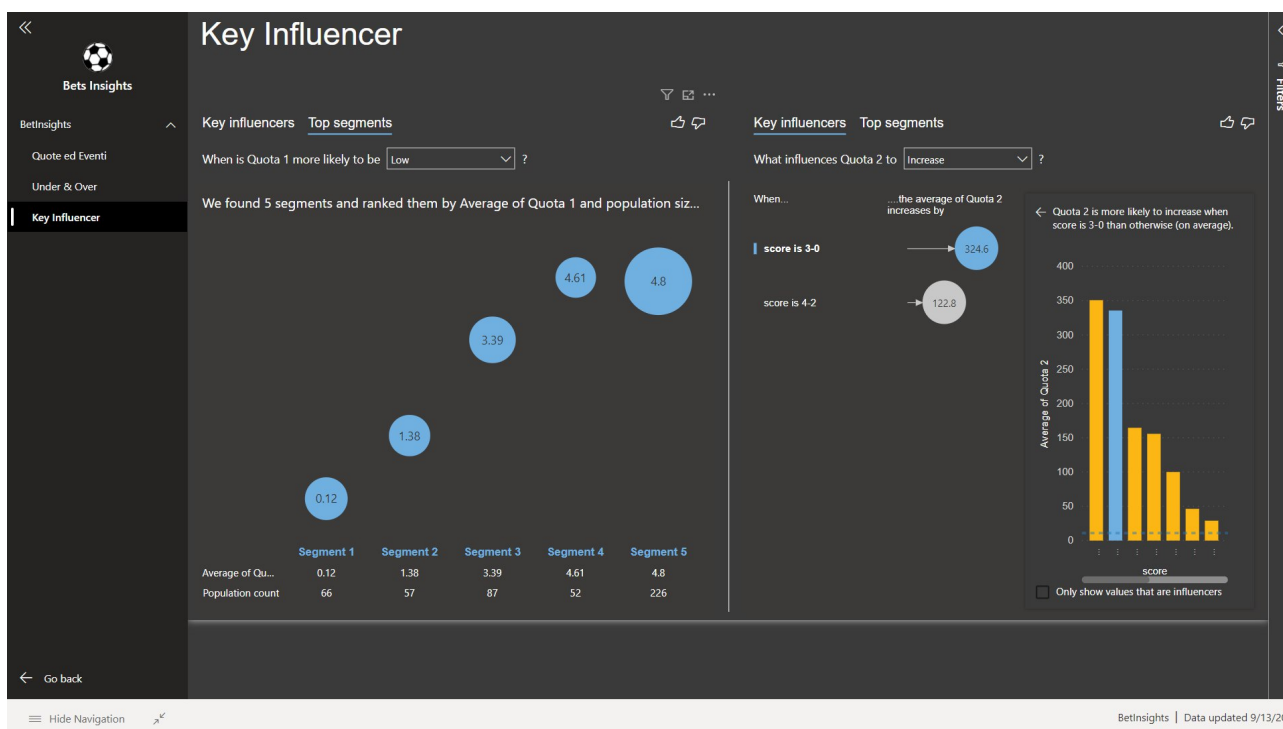 Key Influencer
Bets Insights
BetInsights
Quote ed Eventi
Under & Over
Key Influencer
Go back
Key influencers Top segments
When is Quota 1 more likely to be Low ?
We found 5 segments and ranked them by Average of Quota 1 and population siz...
4.61
4.8
3.39
1.38
0.12
Segment 1 Segment 2 Segment 3 Segment 4 Segment 5
Average of Qu... 0.12 1.38 3.39 4.61 4.8
Population count 66 57 87 52 226
Key influencers Top segments
What influences Quota 2 to Increase ?
When...
....the average of Quota 2
increases by
score is 3-0
324.6
score is 4-2
122.8
Quota 2 is more likely to increase when
score is 3-0 than otherwise (on average).
400
350
300
250
200
150
100
50
0
Average of Quota 2
score
Only show values that are influencers
Filters
Hide Navigation
BetInsights | Data updated 9/13/2